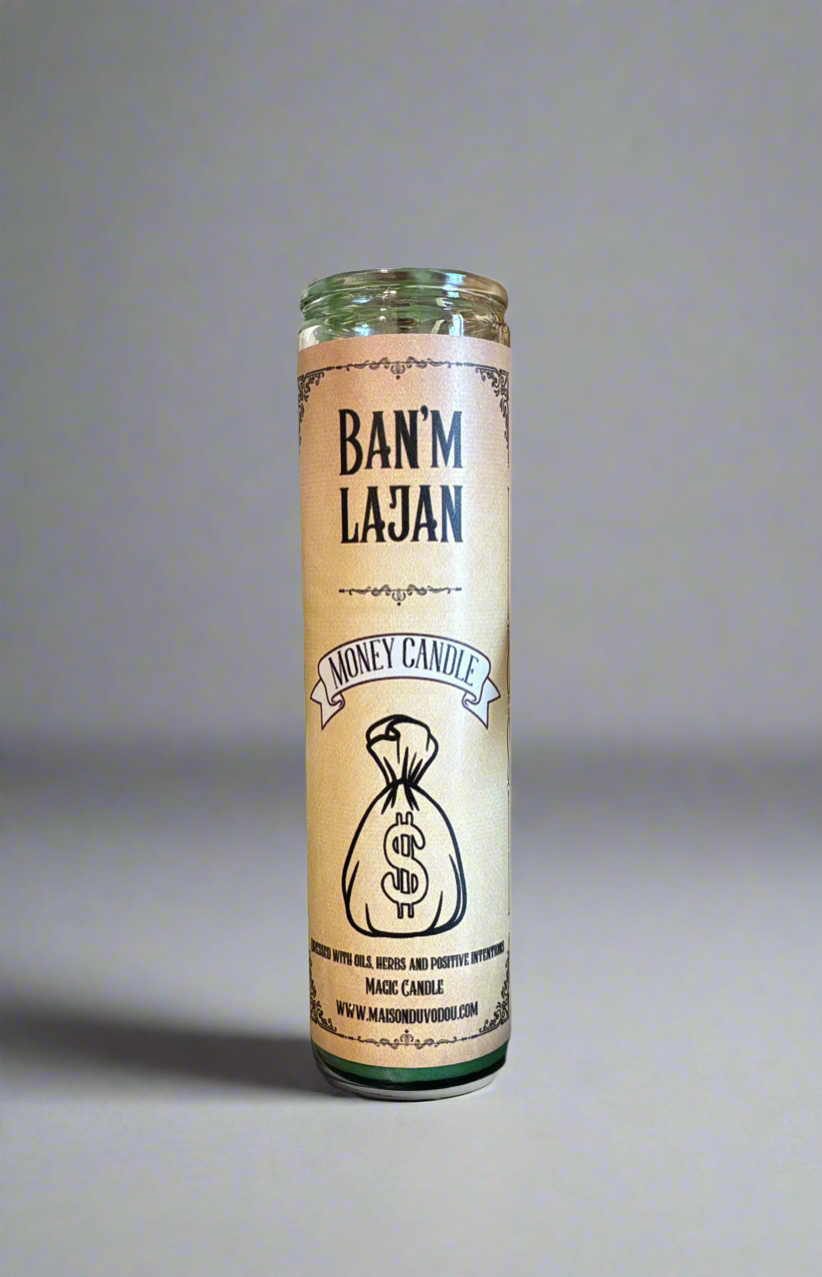 BAN'M
LAJAN
MONEY CANDLE
$
DRESSED WITH OILS, HERBS AND POSITIVE INTENTIONS
MAGIC CANDLE
WWW.MAISONDUVODOU.COM